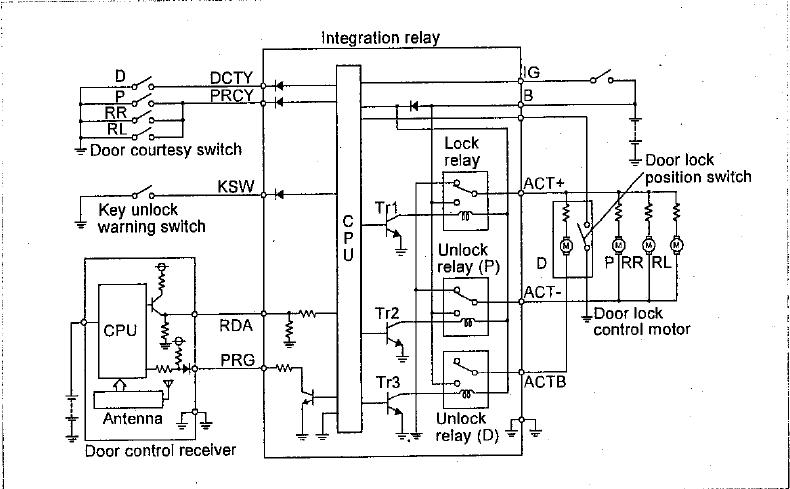 Integration relay
D
DCTY
IG
P
PRCY
B
RR
RL
Door courtesy switch
Lock
relay
Door lock
position switch
KSW
ACT+
Key unlock
warning switch
Tr1
CPU
M
M
M
M
D
P
RR
RL
Unlock
relay (P)
ACT-
Door lock
control motor
CPU
RDA
Tr2
PRG
ACTB
Tr3
Antenna
Unlock
relay (D)
Door control receiver